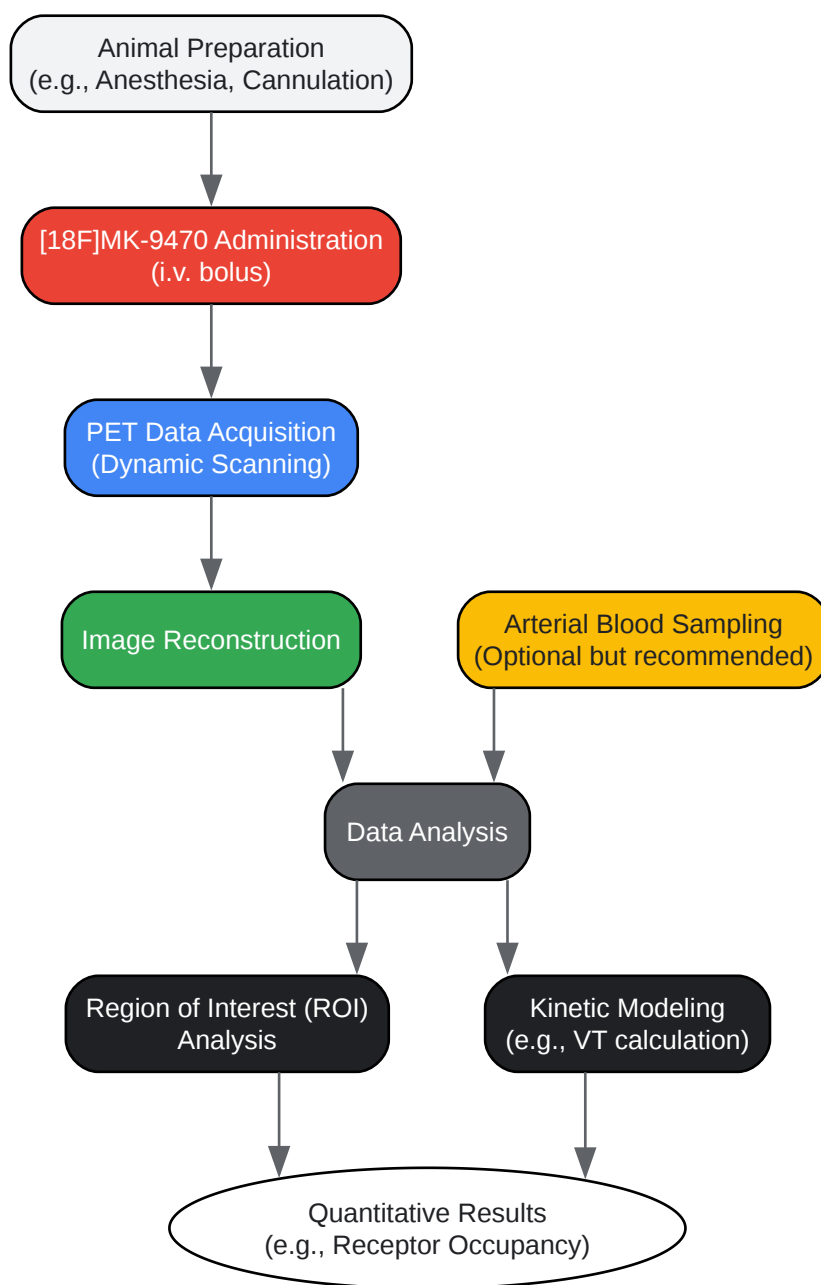 Animal Preparation
(e.g., Anesthesia, Cannulation)
[18F]MK-9470 Administration
(i.v. bolus)
PET Data Acquisition
(Dynamic Scanning)
Image Reconstruction
Arterial Blood Sampling
(Optional but recommended)
Data Analysis
Region of Interest (ROI)
Analysis
Kinetic Modeling
(e.g., VT calculation)
Quantitative Results
(e.g., Receptor Occupancy)